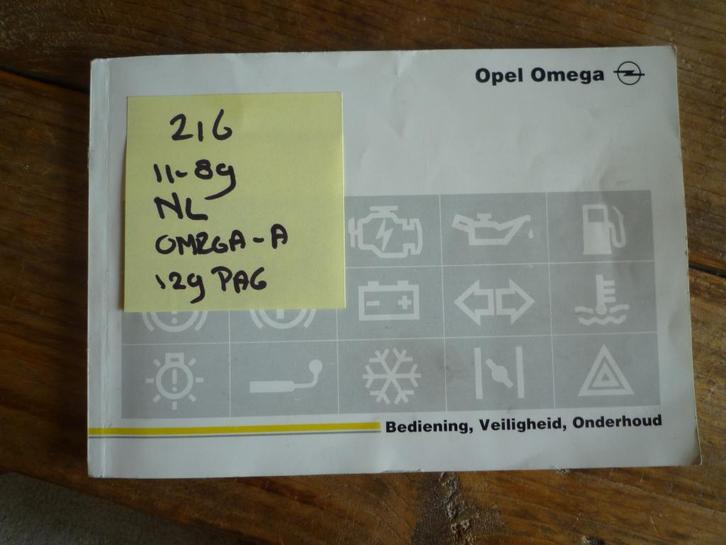 Opel Omega
216
11-89
NL
OMEGA-A
129 PAG
Bediening, Veiligheid, Onderhoud